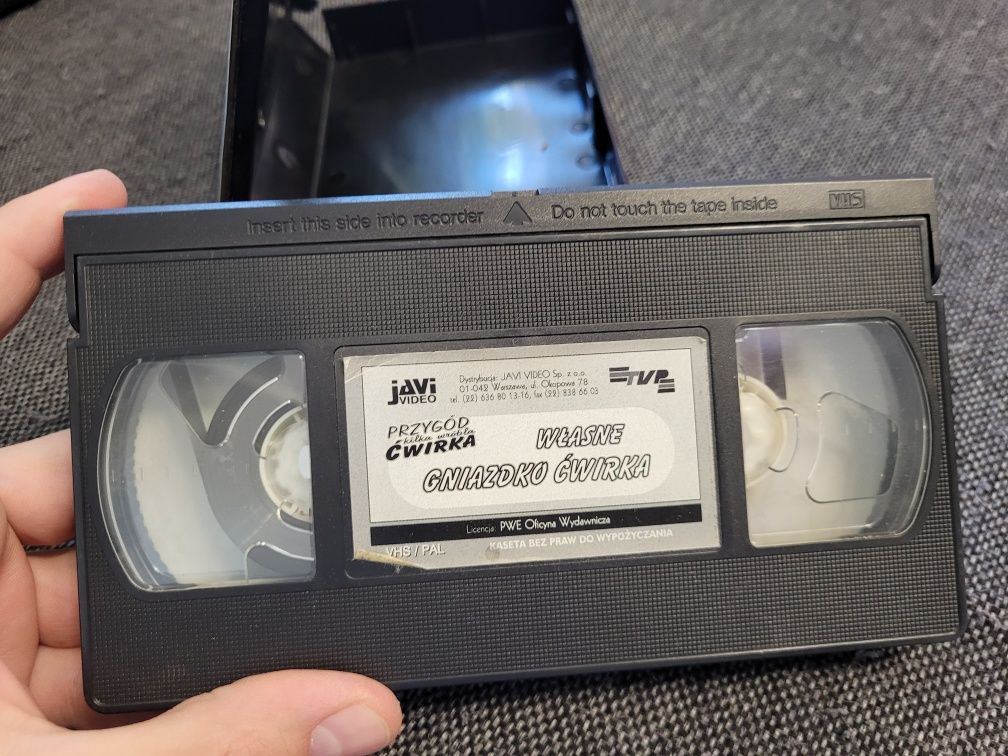 Insert this side into recorder Do not touch the tape inside VHS
jAVi VIDEO
Dystrybucja: JAVI VIDEO Sp. z o.o.
01-042 Warszawa, ul. Okopowa 78
tel. (22) 636 80 13-16, fax (22) 838 66 03
TVP
PRZYGÓD
kilka wróbla
ĆWIRKA
WŁASNE
GNIAZDKO ĆWIRKA
Licencja: PWE Oficyna Wydawnicza
VHS / PAL KASETA BEZ PRAW DO WYPOŻYCZANIA